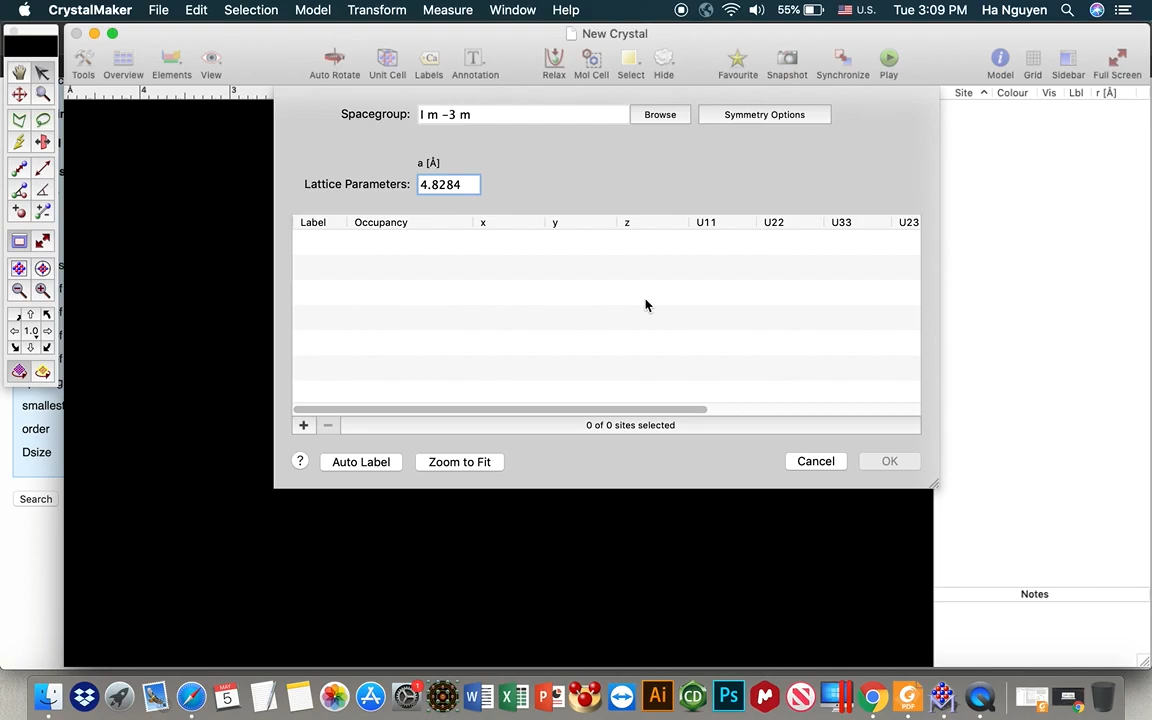 CrystalMaker File Edit Selection Model Transform Measure Window Help 55% U.S. Tue 3:09 PM Ha Nguyen
New Crystal
Tools Overview Elements View Auto Rotate Unit Cell Labels Annotation Relax Mol Cell Select Hide Favourite Snapshot Synchronize Play Model Grid Sidebar Full Screen
Å 4 3
Site Colour Vis Lbl r [Å]
Spacegroup: I m -3 m Browse Symmetry Options
a [Å]
Lattice Parameters: 4.8284
Label Occupancy x y z U11 U22 U33 U23
1.0
smallest
order
Dsize
+ − 0 of 0 sites selected
? Auto Label Zoom to Fit Cancel OK
Search
Notes